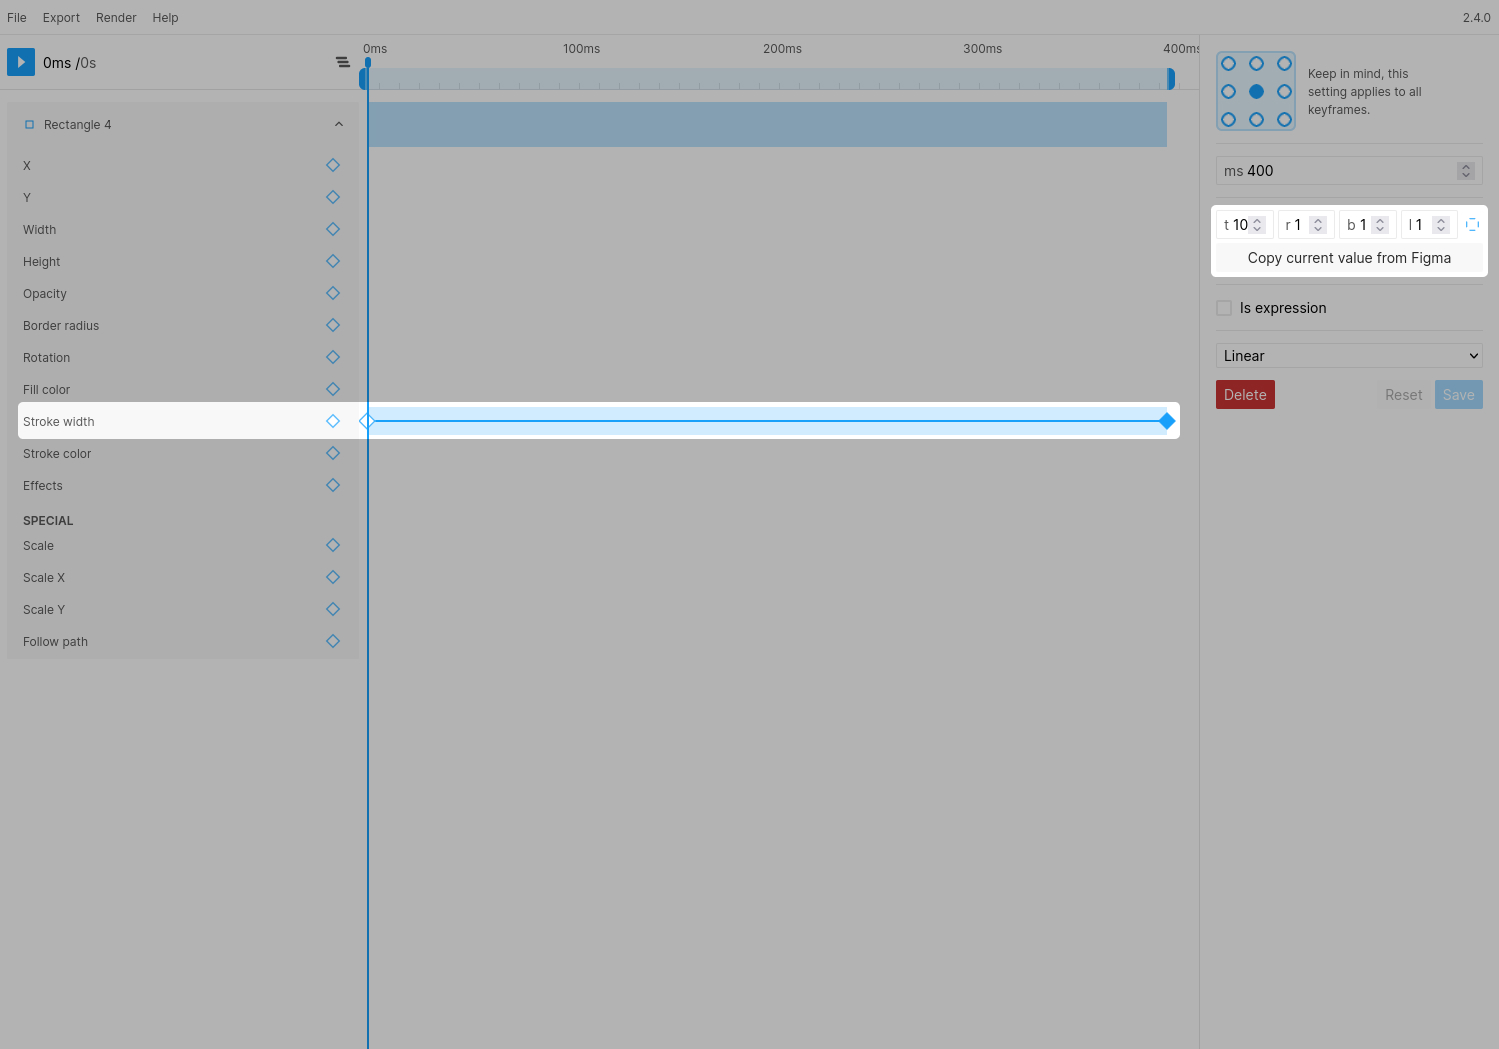 File Export Render Help 2.4.0
0ms /0s
0ms 100ms 200ms 300ms 400ms
Keep in mind, this
setting applies to all
keyframes.
Rectangle 4
X
Y
Width
Height
Opacity
Border radius
Rotation
Fill color
Stroke width
Stroke color
Effects
SPECIAL
Scale
Scale X
Scale Y
Follow path
ms 400
t 10 r 1 b 1 l 1
Copy current value from Figma
Is expression
Linear
Delete Reset Save